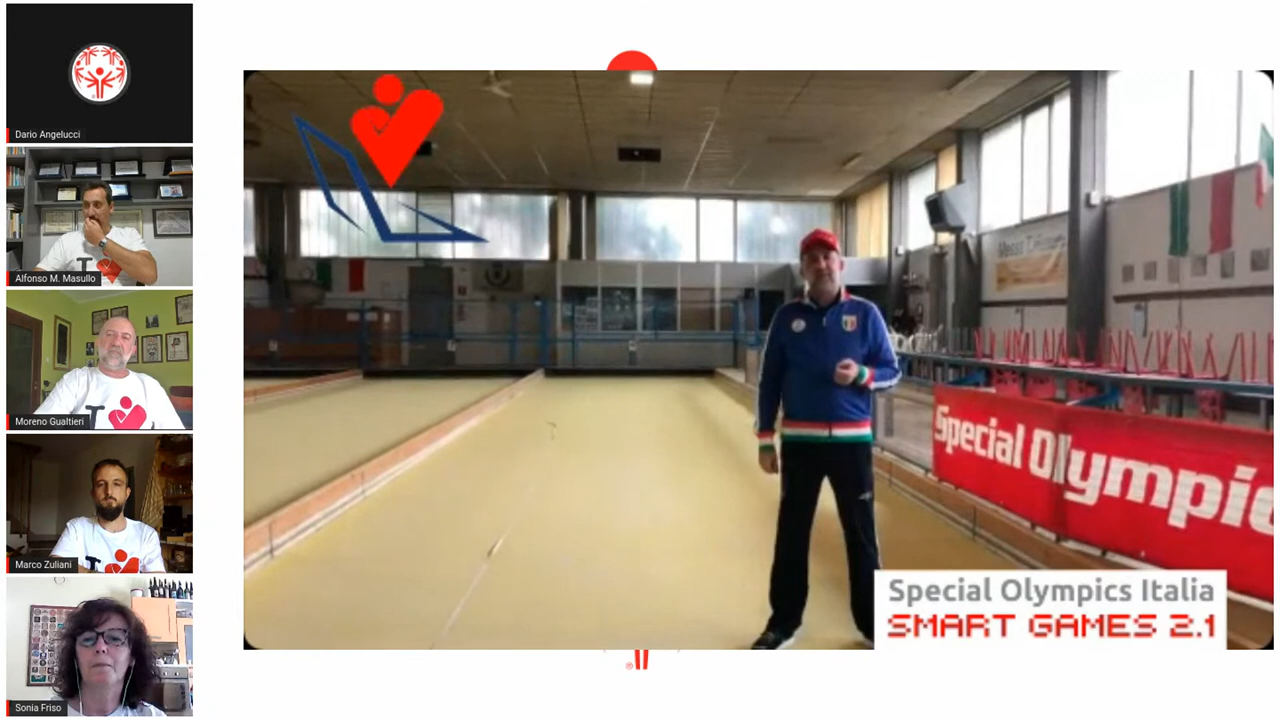 Dario Angelucci
Alfonso M. Masullo
Moreno Gualtieri
Marco Zuliani
Sonia Friso
Special Olympic
Special Olympics Italia
SMART GAMES 2.1